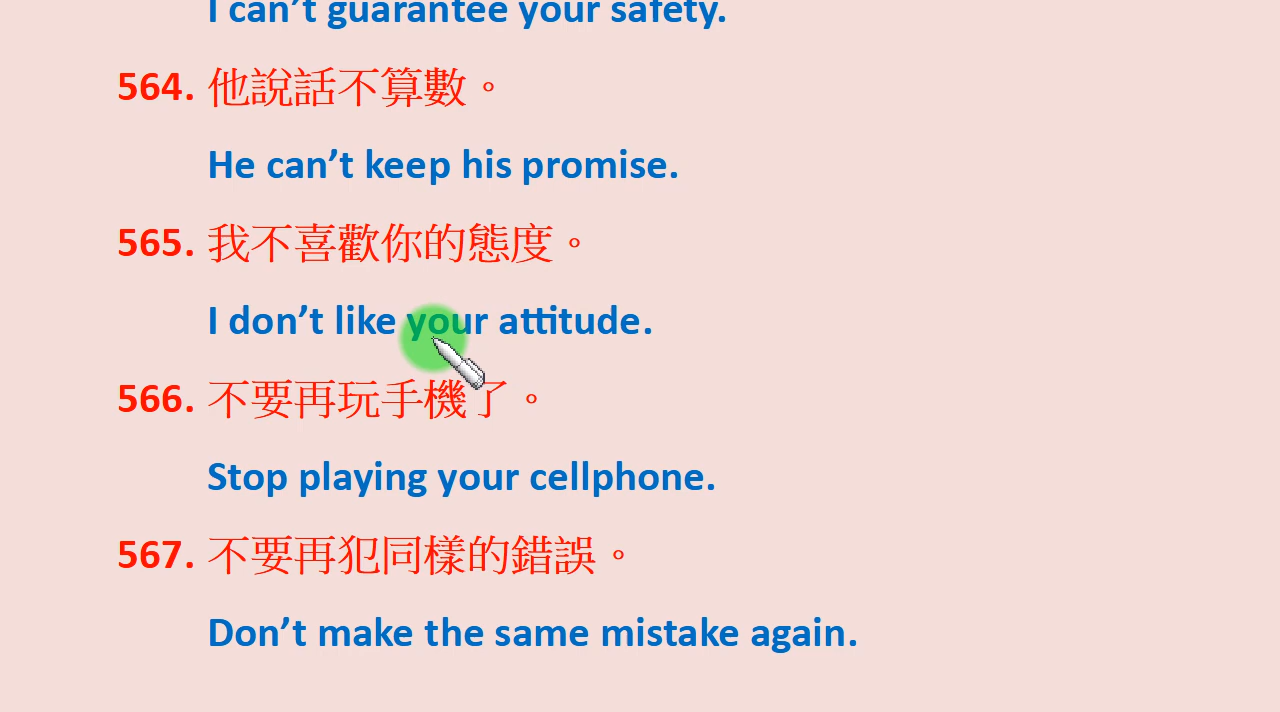 I can’t guarantee your safety.
564. 他說話不算數。
He can’t keep his promise.
565. 我不喜歡你的態度。
I don’t like your attitude.
566. 不要再玩手機了。
Stop playing your cellphone.
567. 不要再犯同樣的錯誤。
Don’t make the same mistake again.